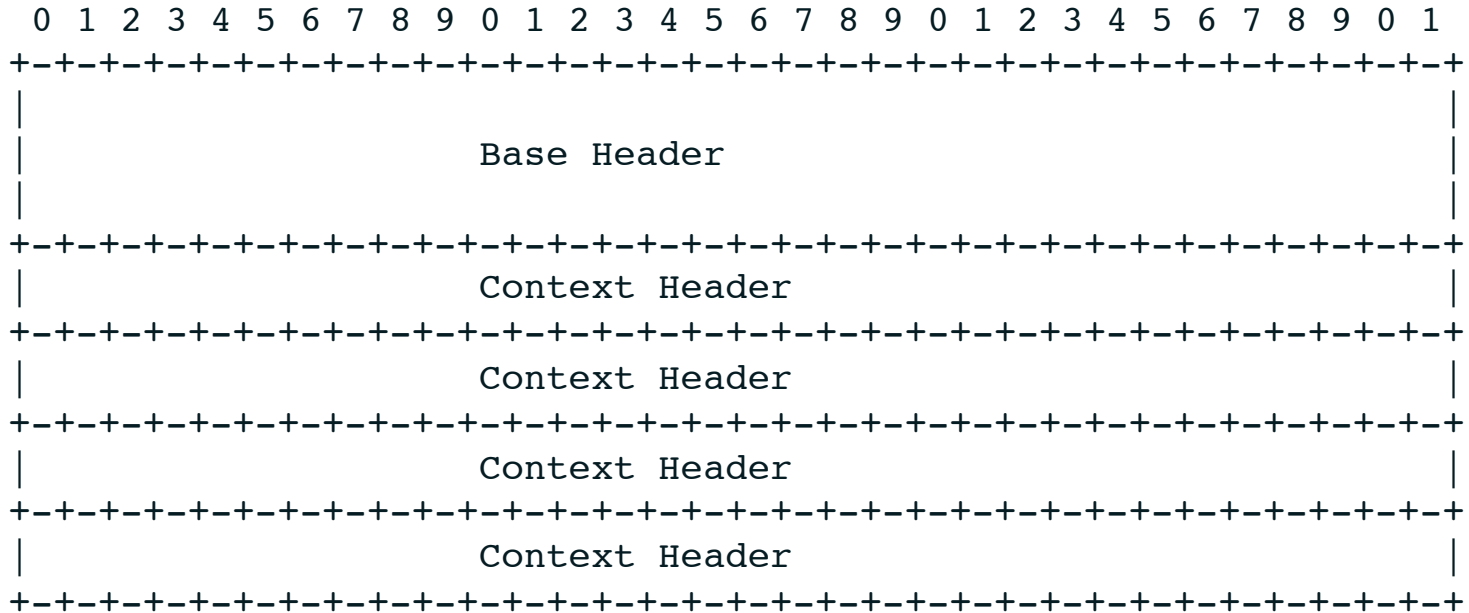 0 1 2 3 4 5 6 7 8 9 0 1 2 3 4 5 6 7 8 9 0 1 2 3 4 5 6 7 8 9 0 1
+-+-+-+-+-+-+-+-+-+-+-+-+-+-+-+-+-+-+-+-+-+-+-+-+-+-+-+-+-+-+-+-+
|                                                               |
|                    Base Header                                |
|                                                               |
+-+-+-+-+-+-+-+-+-+-+-+-+-+-+-+-+-+-+-+-+-+-+-+-+-+-+-+-+-+-+-+-+
|                    Context Header                             |
+-+-+-+-+-+-+-+-+-+-+-+-+-+-+-+-+-+-+-+-+-+-+-+-+-+-+-+-+-+-+-+-+
|                    Context Header                             |
+-+-+-+-+-+-+-+-+-+-+-+-+-+-+-+-+-+-+-+-+-+-+-+-+-+-+-+-+-+-+-+-+
|                    Context Header                             |
+-+-+-+-+-+-+-+-+-+-+-+-+-+-+-+-+-+-+-+-+-+-+-+-+-+-+-+-+-+-+-+-+
|                    Context Header                             |
+-+-+-+-+-+-+-+-+-+-+-+-+-+-+-+-+-+-+-+-+-+-+-+-+-+-+-+-+-+-+-+-+